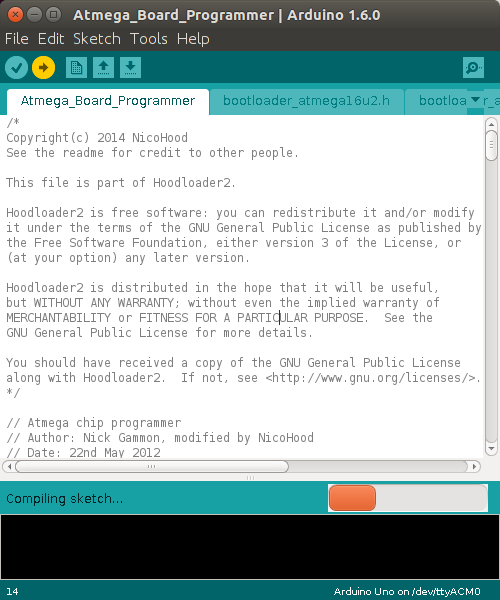 Atmega_Board_Programmer | Arduino 1.6.0
File Edit Sketch Tools Help
Atmega_Board_Programmer bootloader_atmega16u2.h bootloa
/*
Copyright(c) 2014 NicoHood
See the readme for credit to other people.
This file is part of Hoodloader2.
Hoodloader2 is free software: you can redistribute it and/or modify
it under the terms of the GNU General Public License as published by
the Free Software Foundation, either version 3 of the License, or
(at your option) any later version.
Hoodloader2 is distributed in the hope that it will be useful,
but WITHOUT ANY WARRANTY; without even the implied warranty of
MERCHANTABILITY or FITNESS FOR A PARTICULAR PURPOSE.  See the
GNU General Public License for more details.
You should have received a copy of the GNU General Public License
along with Hoodloader2.  If not, see <http://www.gnu.org/licenses/>.
*/
// Atmega chip programmer
// Author: Nick Gammon, modified by NicoHood
// Date: 22nd May 2012
Compiling sketch...
14 Arduino Uno on /dev/ttyACM0